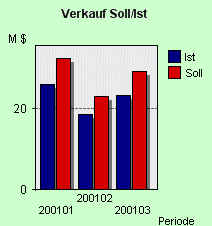 Verkauf Soll/Ist
M $
Ist
Soll
20
0
200102
200101 200103
Periode